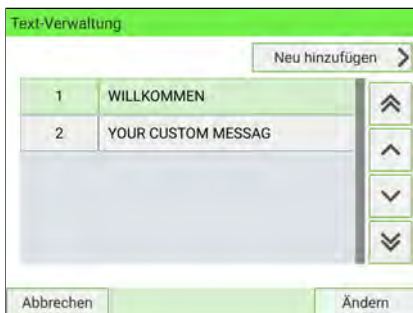 Text-Verwaltung
Neu hinzufügen
1 WILLKOMMEN
2 YOUR CUSTOM MESSAG
Abbrechen Ändern